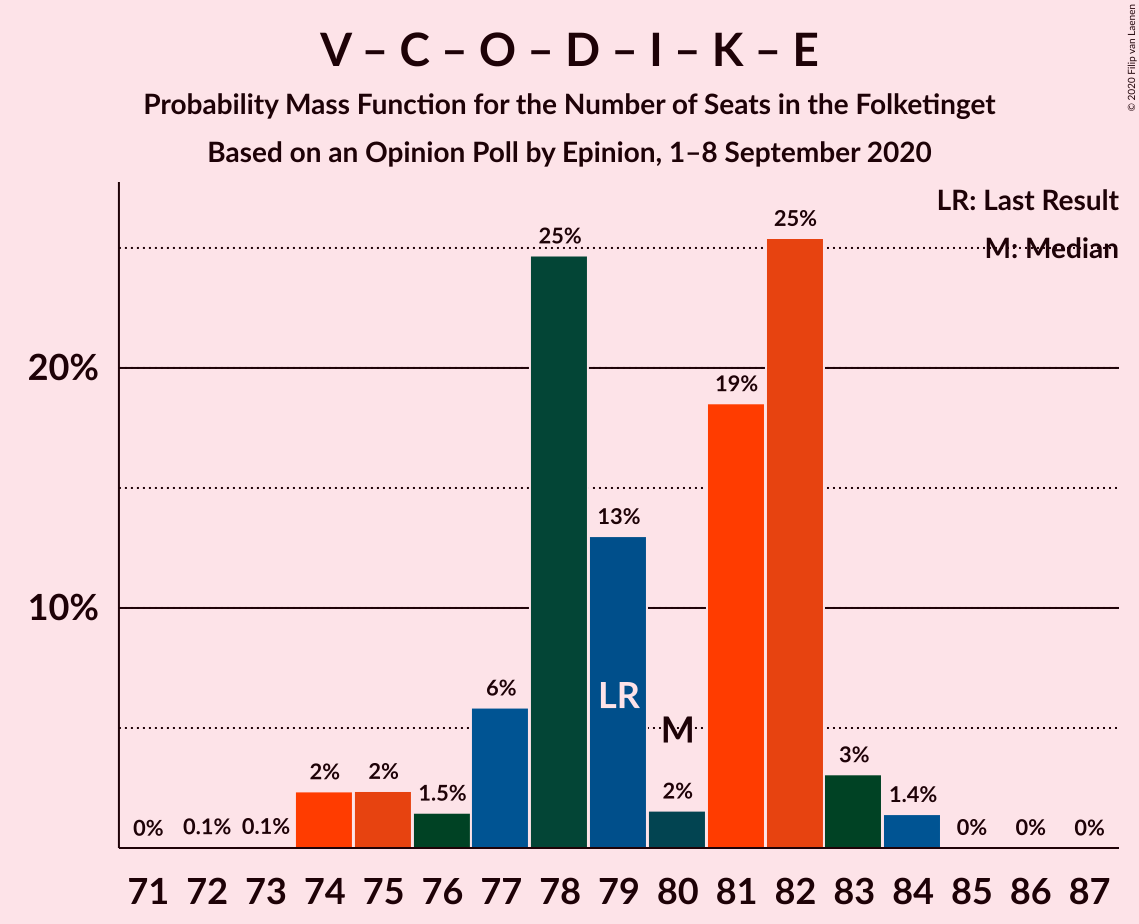 V – C – O – D – I – K – E
Probability Mass Function for the Number of Seats in the Folketinget
Based on an Opinion Poll by Epinion, 1–8 September 2020
© 2020 Filip van Laenen
LR: Last Result
M: Median
20%
10%
0%
0.1%
0.1%
2%
2%
1.5%
6%
25%
13%
2%
19%
25%
3%
1.4%
0%
0%
0%
LR
M
71 72 73 74 75 76 77 78 79 80 81 82 83 84 85 86 87